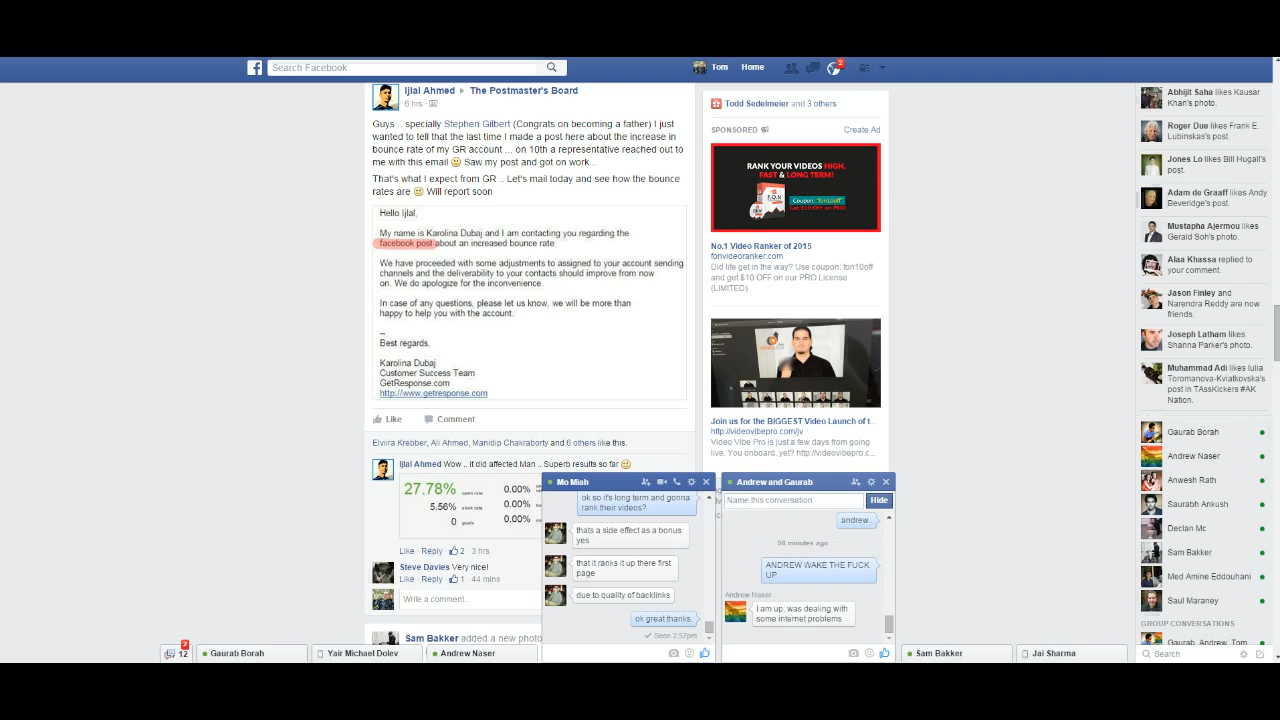 Search Facebook
Tom
Home
2
Ijlal Ahmed
The Postmaster's Board
6 hrs ·
Guys .. specially Stephen Gilbert (Congrats on becoming a father) I just
wanted to tell that the last time I made a post here about the increase in
bounce rate of my GR account ... on 10th a representative reached out to
me with this email Saw my post and got on work ..
That's what I expect from GR .. Let's mail today and see how the bounce
rates are Will report soon
Hello Ijlal,
My name is Karolina Dubaj and I am contacting you regarding the
facebook post about an increased bounce rate
We have proceeded with some adjustments to assigned to your account sending
channels and the deliverability to your contacts should improve from now
on. We do apologize for the inconvenience.
In case of any questions, please let us know, we will be more than
happy to help you with the account.
--
Best regards,
Karolina Dubaj
Customer Success Team
GetResponse.com
http://www.getresponse.com
Like
Comment
Elviira Krebber, Ali Ahmed, Manidip Chakraborty and 6 others like this.
Ijlal Ahmed Wow .. it did affected Man .. Superb results so far
27.78% open rate
0.00%
5.56% click rate
0.00%
0 goals
0.00%
Like · Reply · 2 · 3 hrs
Steve Davies Very nice!
Like · Reply · 1 · 44 mins
Write a comment...
Sam Bakker added a new photo
Todd Sedelmeier and 3 others
SPONSORED
Create Ad
RANK YOUR VIDEOS HIGH,
FAST & LONG TERM!
F.O.N
Coupon: "fon10off"
Get $10 OFF on PRO!
No.1 Video Ranker of 2015
fonvideoranker.com
Did life get in the way? Use coupon: fon10off
and get $10 OFF on our PRO License
(LIMITED)
Join us for the BIGGEST Video Launch of t...
http://videovibepro.com/jv
Video Vibe Pro is just a few days from going
live. You onboard, yet? http://videovibepro.c...
Mo Miah
ok so it's long term and gonna
rank their videos?
thats a side effect as a bonus
yes
that it ranks it up there first
page
due to quality of backlinks
ok great thanks.
Seen 2:57pm
Andrew and Gaurab
Name this conversation
Hide
andrew..
58 minutes ago
ANDREW WAKE THE FUCK
UP
Andrew Naser
I am up, was dealing with
some internet problems
Abhijit Saha likes Kausar
Khan's photo.
Roger Duo likes Frank E.
Lubinskas's post.
Jones Lo likes Bill Hugall's
post.
Adam de Graaff likes Andy
Beveridge's post.
Mustapha Ajermou likes
Gerald Soh's photo.
Alaa Khassa replied to
your comment.
Jason Finley and
Narendra Reddy are now
friends.
Joseph Latham likes
Shanna Parker's photo.
Muhammad Adi likes Iulia
Toromanova-Kviatkovska's
post in TAssKickers #AK
Nation.
Gaurab Borah
Andrew Naser
Anwesh Rath
Saurabh Ankush
Declan Mc
Sam Bakker
Med Amine Eddouhani
Saul Maraney
GROUP CONVERSATIONS
Gaurab, Andrew, Tom
Search
2
12
Gaurab Borah
Yair Michael Dolev
Andrew Naser
Sam Bakker
Jai Sharma